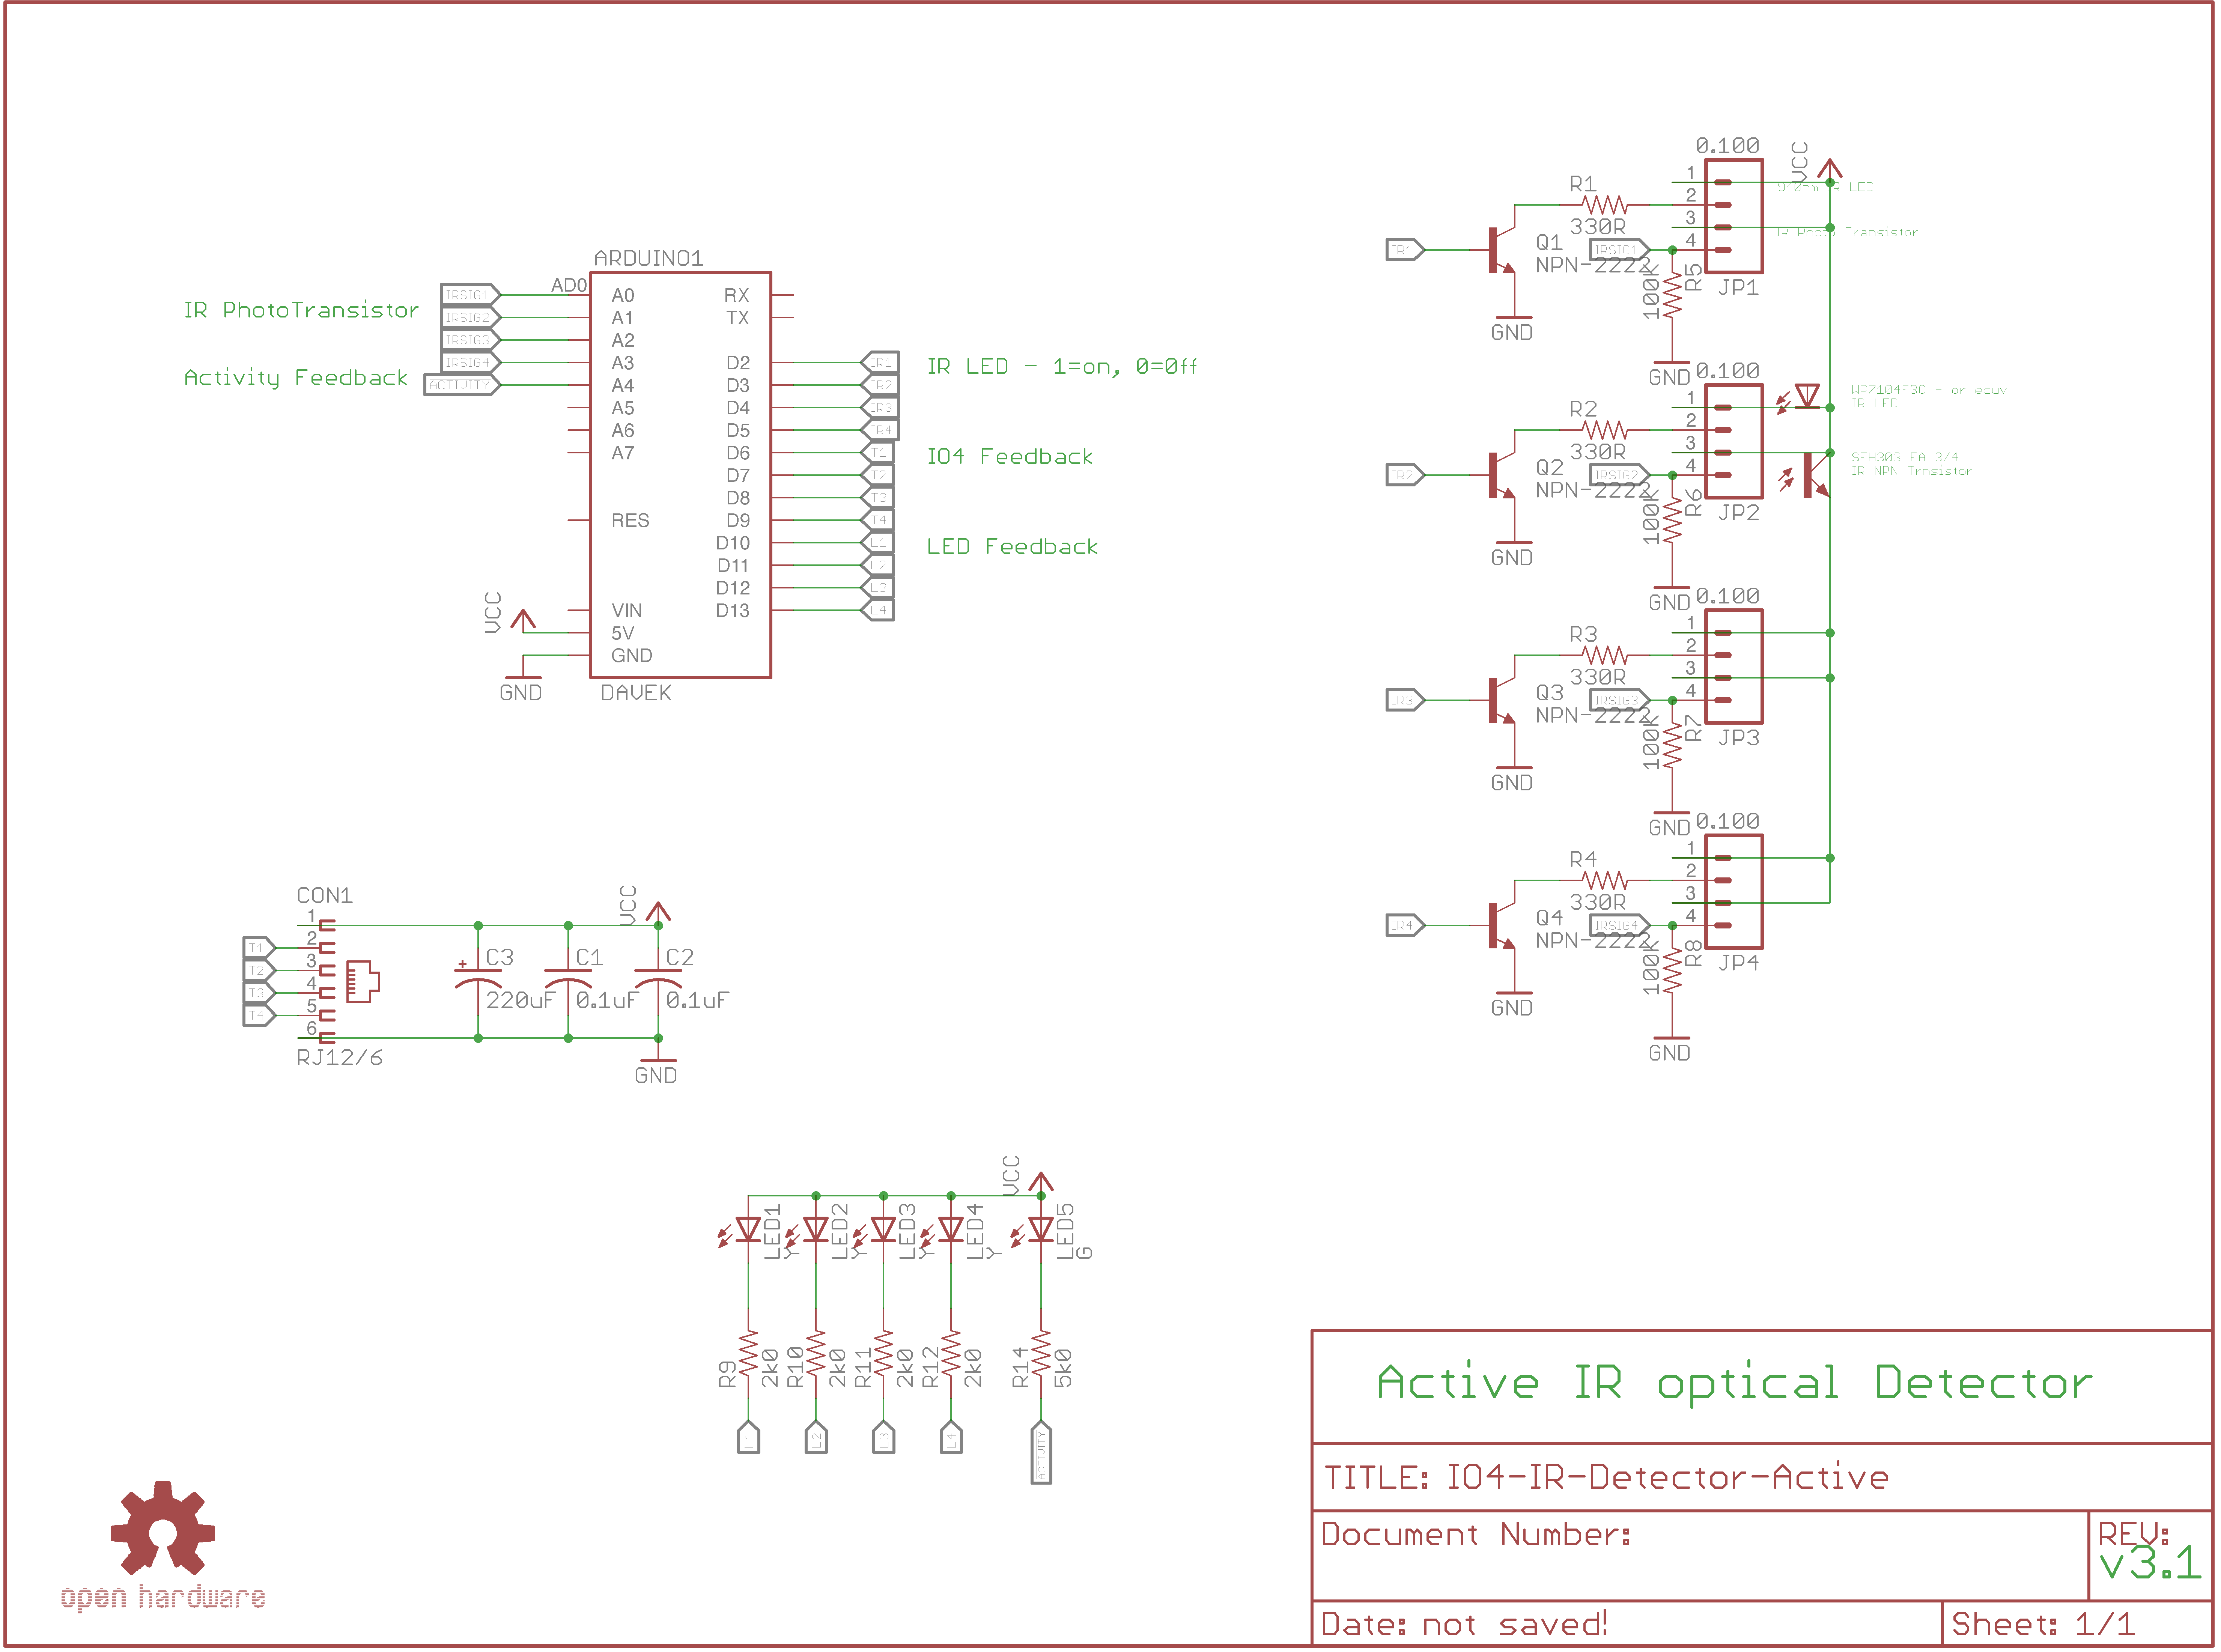 ARDUINO1
AD0
IR PhotoTransistor
Activity Feedback
IRSIG1
IRSIG2
IRSIG3
IRSIG4
ACTIVITY
A0
A1
A2
A3
A4
A5
A6
A7
RES
VIN
5V
GND
RX
TX
D2
D3
D4
D5
D6
D7
D8
D9
D10
D11
D12
D13
IR1
IR2
IR3
IR4
T1
T2
T3
T4
L1
L2
L3
L4
IR LED - 1=on, 0=0ff
IO4 Feedback
LED Feedback
VCC
GND
DAVEK
0.100
VCC
940nm IR LED
IR Photo Transistor
1
2
3
4
R1
330R
IR1
Q1
NPN-2222
IRSIG1
100K
R5
JP1
GND
GND
0.100
WP7104F3C - or equv
IR LED
SFH303 FA 3/4
IR NPN Trnsistor
1
2
3
4
R2
330R
IR2
Q2
NPN-2222
IRSIG2
100K
R6
JP2
GND
GND
0.100
1
2
3
4
R3
330R
IR3
Q3
NPN-2222
IRSIG3
100K
R7
JP3
GND
GND
0.100
1
2
3
4
R4
330R
IR4
Q4
NPN-2222
IRSIG4
100K
R8
JP4
GND
GND
CON1
1
2
3
4
5
6
T1
T2
T3
T4
RJ12/6
VCC
C3
220uF
C1
0.1uF
C2
0.1uF
GND
VCC
LED1
Y
LED2
Y
LED3
Y
LED4
Y
LED5
G
R9
2k0
R10
2k0
R11
2k0
R12
2k0
R14
5k0
L1
L2
L3
L4
ACTIVITY
open hardware
Active IR optical Detector
TITLE: IO4-IR-Detector-Active
Document Number:
REV:
v3.1
Date: not saved!
Sheet: 1/1